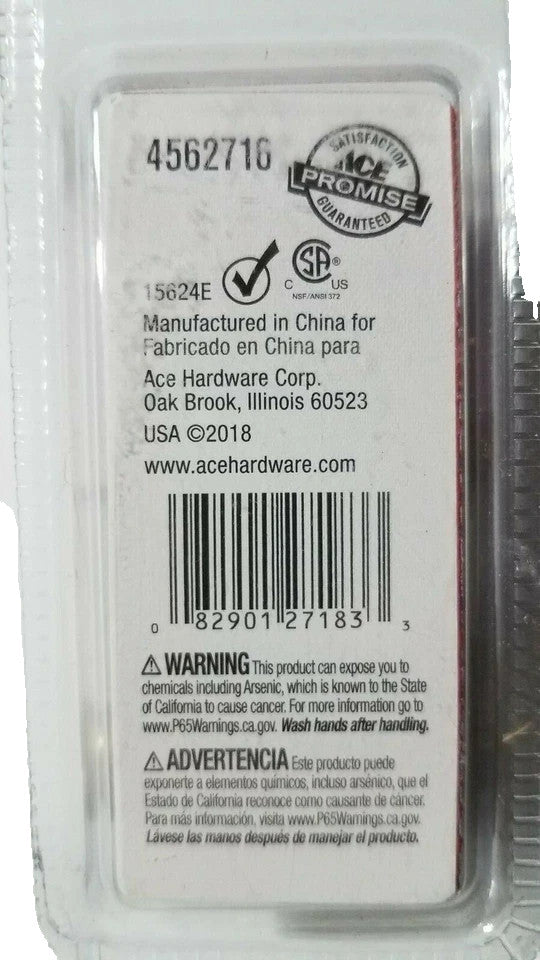 4562716
SATISFACTION
ACE
PROMISE
GUARANTEED
15624E
SA ®
C US
NSF/ANSI 372
Manufactured in China for
Fabricado en China para
Ace Hardware Corp.
Oak Brook, Illinois 60523
USA ©2018
www.acehardware.com
0 82901 27183 3
⚠ WARNING This product can expose you to
chemicals including Arsenic, which is known to the State
of California to cause cancer. For more information go to
www.P65Warnings.ca.gov. Wash hands after handling.
⚠ ADVERTENCIA Este producto puede
exponerte a elementos químicos, incluso arsénico, que el
Estado de California reconoce como causante de cáncer.
Para más información, visita www.P65Warnings.ca.gov.
Lávese las manos después de manejar el producto.